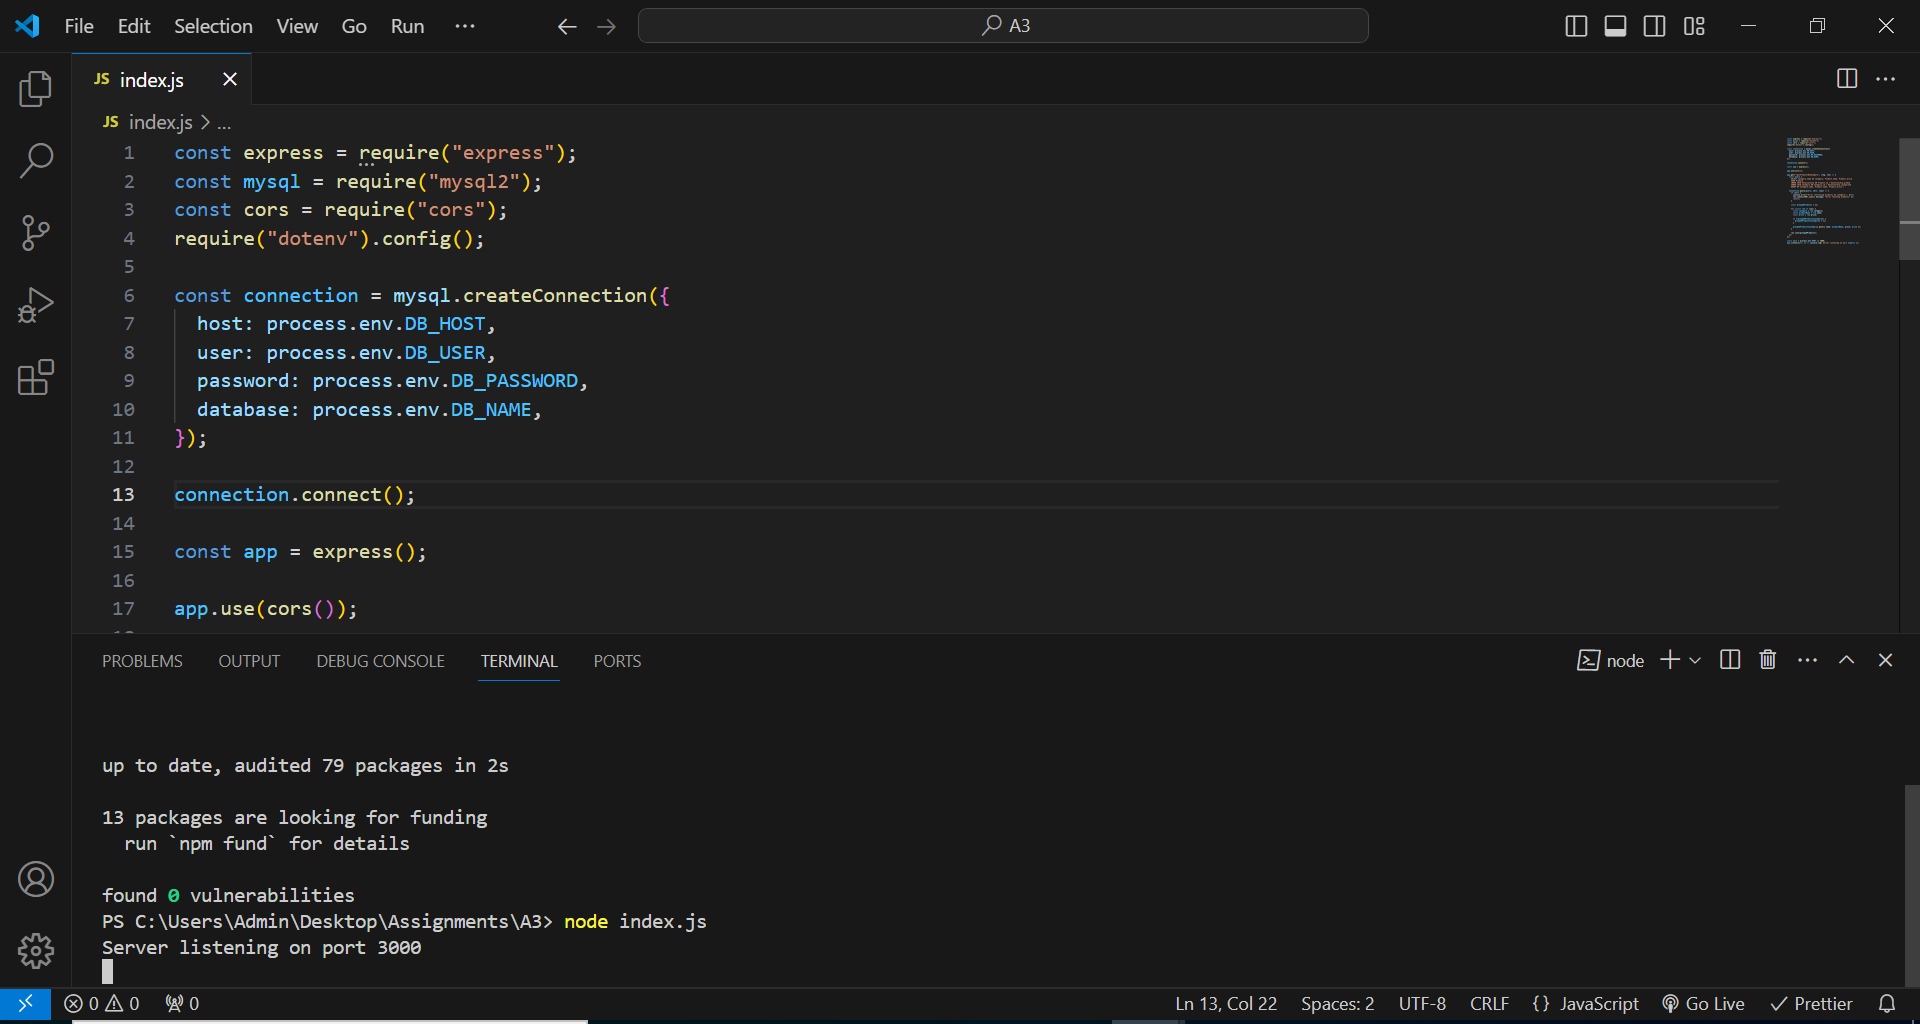 File Edit Selection View Go Run ··· A3
JS index.js
JS index.js > ...
1 const express = require("express");
2 const mysql = require("mysql2");
3 const cors = require("cors");
4 require("dotenv").config();
5
6 const connection = mysql.createConnection({
7 host: process.env.DB_HOST,
8 user: process.env.DB_USER,
9 password: process.env.DB_PASSWORD,
10 database: process.env.DB_NAME,
11 });
12
13 connection.connect();
14
15 const app = express();
16
17 app.use(cors());
PROBLEMS OUTPUT DEBUG CONSOLE TERMINAL PORTS node
up to date, audited 79 packages in 2s
13 packages are looking for funding
run `npm fund` for details
found 0 vulnerabilities
PS C:\Users\Admin\Desktop\Assignments\A3> node index.js
Server listening on port 3000
0 0 0 Ln 13, Col 22 Spaces: 2 UTF-8 CRLF {} JavaScript Go Live Prettier